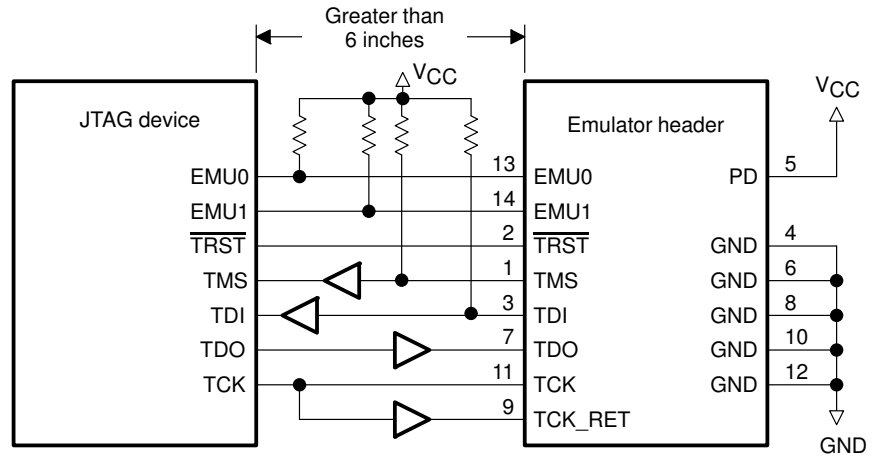 Greater than
6 inches
VCC
VCC
JTAG device
Emulator header
EMU0 13 EMU0 PD 5
EMU1 14 EMU1
TRST 2 TRST GND 4
TMS 1 TMS GND 6
TDI 3 TDI GND 8
TDO 7 TDO GND 10
TCK 11 TCK GND 12
9 TCK_RET
GND